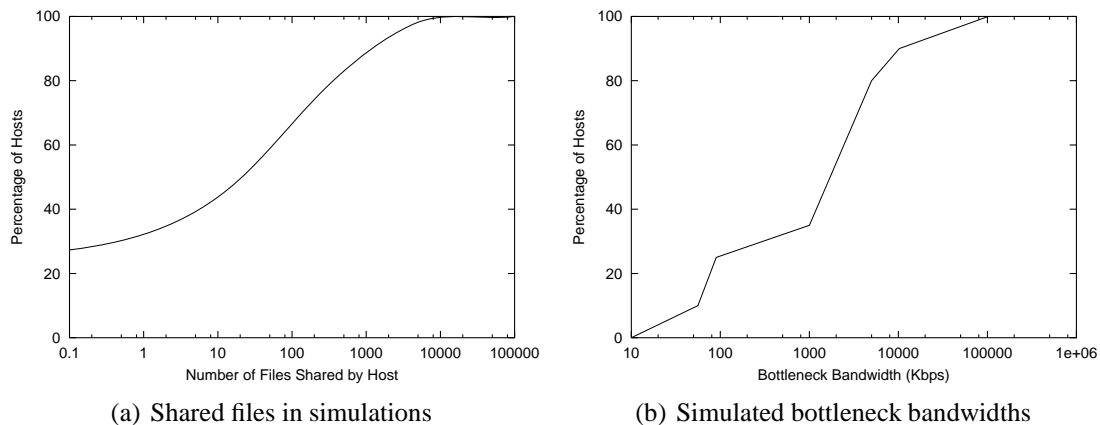 100
80
60
40
20
0
Percentage of Hosts
0.1 1 10 100 1000 10000 100000
Number of Files Shared by Host
(a) Shared files in simulations
100
80
60
40
20
0
Percentage of Hosts
10 100 1000 10000 100000 1e+06
Bottleneck Bandwidth (Kbps)
(b) Simulated bottleneck bandwidths